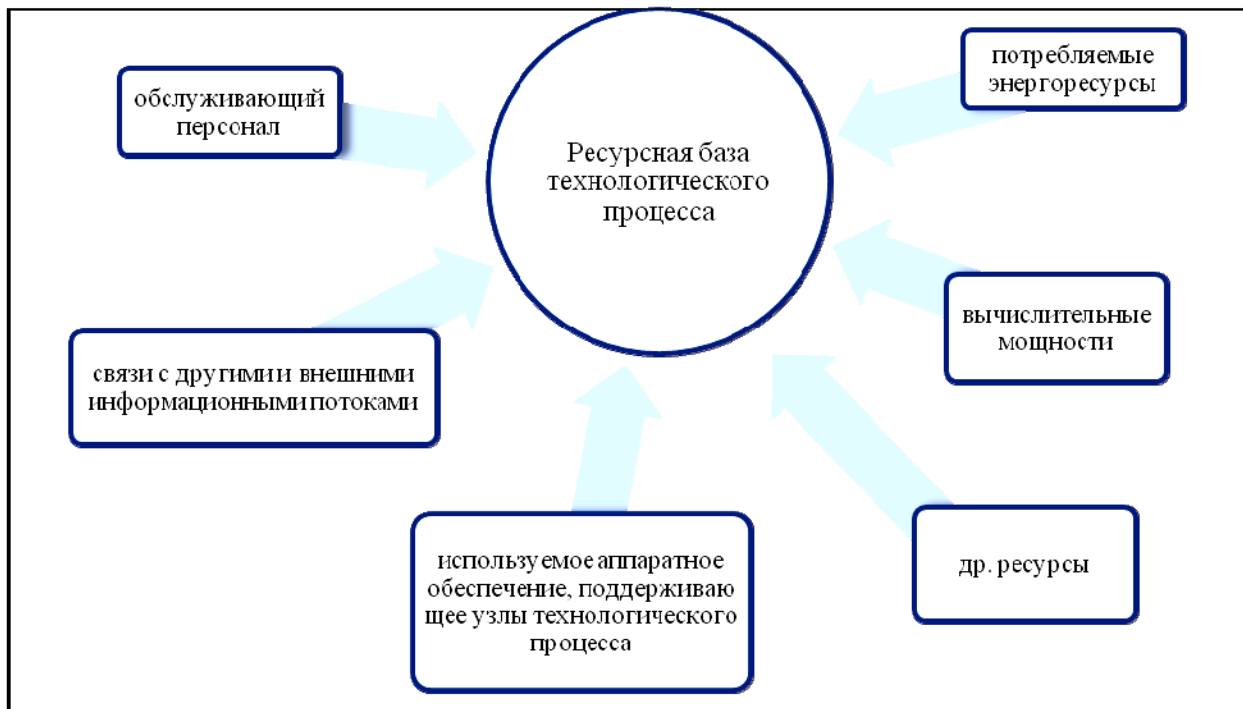 обслуживающий
персонал
потребляемые
энергоресурсы
Ресурсная база
технологического
процесса
связи с другими и внешними
информационными потоками
вычислительные
мощности
используемое аппаратное
обеспечение, поддерживаю
щее узлы технологического
процесса
др. ресурсы